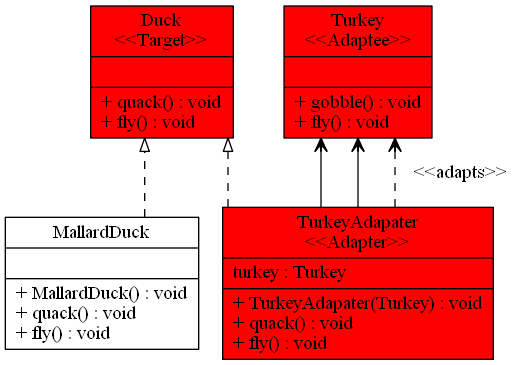 Duck
<<Target>>
+ quack() : void
+ fly() : void
Turkey
<<Adaptee>>
+ gobble() : void
+ fly() : void
<<adapts>>
MallardDuck
+ MallardDuck() : void
+ quack() : void
+ fly() : void
TurkeyAdapater
<<Adapter>>
turkey : Turkey
+ TurkeyAdapater(Turkey) : void
+ quack() : void
+ fly() : void